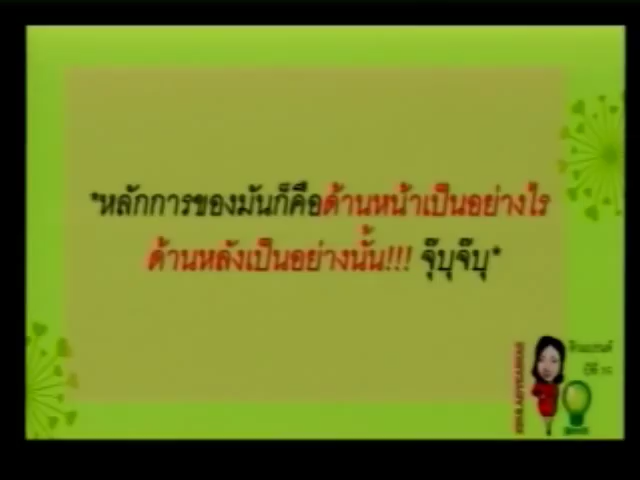 *หลักการของมันก็คือด้านหน้าเป็นอย่างไร
ด้านหลังเป็นอย่างนั้น!!! จุ๊บุจุ๊บุ*